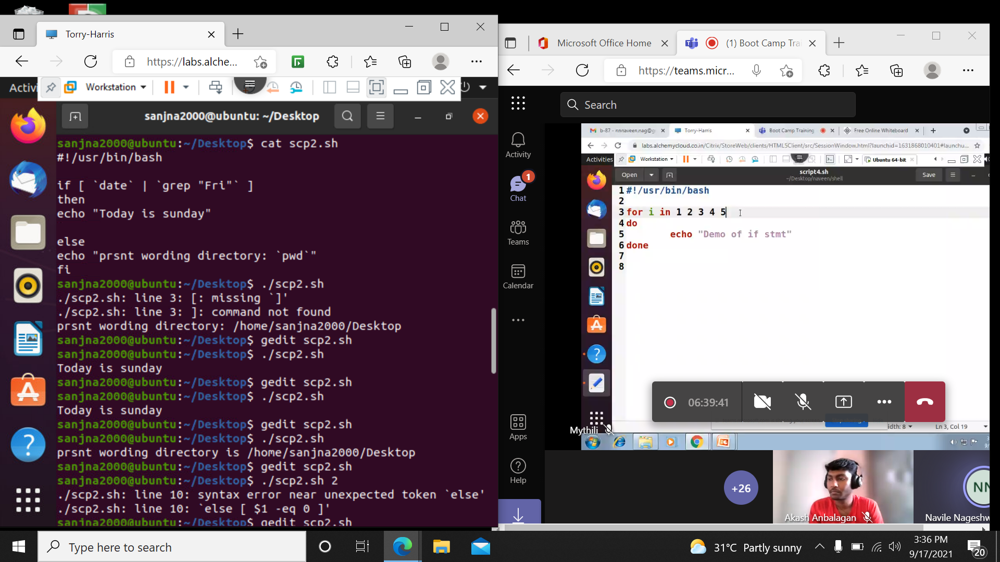 Torry-Harris
https://labs.alche...
Activi
Workstation
sanjna2000@ubuntu: ~/Desktop
sanjna2000@ubuntu:~/Desktop$ cat scp2.sh
#!/usr/bin/bash
if [ `date` | `grep "Fri"` ]
then
echo "Today is sunday"
else
echo "prsnt wording directory: `pwd`"
fi
sanjna2000@ubuntu:~/Desktop$ ./scp2.sh
./scp2.sh: line 3: [: missing `]'
./scp2.sh: line 3: ]: command not found
prsnt wording directory: /home/sanjna2000/Desktop
sanjna2000@ubuntu:~/Desktop$ gedit scp2.sh
sanjna2000@ubuntu:~/Desktop$ ./scp2.sh
Today is sunday
sanjna2000@ubuntu:~/Desktop$ gedit scp2.sh
sanjna2000@ubuntu:~/Desktop$ ./scp2.sh
Today is sunday
sanjna2000@ubuntu:~/Desktop$ gedit scp2.sh
sanjna2000@ubuntu:~/Desktop$ ./scp2.sh
prsnt wording directory is /home/sanjna2000/Desktop
sanjna2000@ubuntu:~/Desktop$ gedit scp2.sh
sanjna2000@ubuntu:~/Desktop$ ./scp2.sh 2
./scp2.sh: line 10: syntax error near unexpected token `else'
./scp2.sh: line 10: `else [ $1 -eq 0 ]'
sanjna2000@ubuntu:~/Desktop$ gedit scp2.sh
Microsoft Office Home
(1) Boot Camp Trai
https://teams.micr...
Search
Activity
1
Chat
Teams
Calendar
Apps
Help
b-87 - nnnaveen.nag@g
Torry-Harris
Boot Camp Training
Free Online Whiteboard
labs.alchemycloud.co.in/Citrix/StoreWeb/clients/HTML5Client/src/SessionWindow.html?launchid=1631868010401#launchu...
Activities
Workstation
Ubuntu 64-bit
Open
script4.sh
~/Desktop/naveen/shell
Save
1 #!/usr/bin/bash
2
3 for i in 1 2 3 4 5
4 do
5 echo "Demo of if stmt"
6 done
7
8
06:39:41
idth: 8
Ln 3, Col 19
Mythili
+26
Akash Anbalagan
NN
Navile Nageshw
Type here to search
31°C Partly sunny
3:36 PM
9/17/2021
20